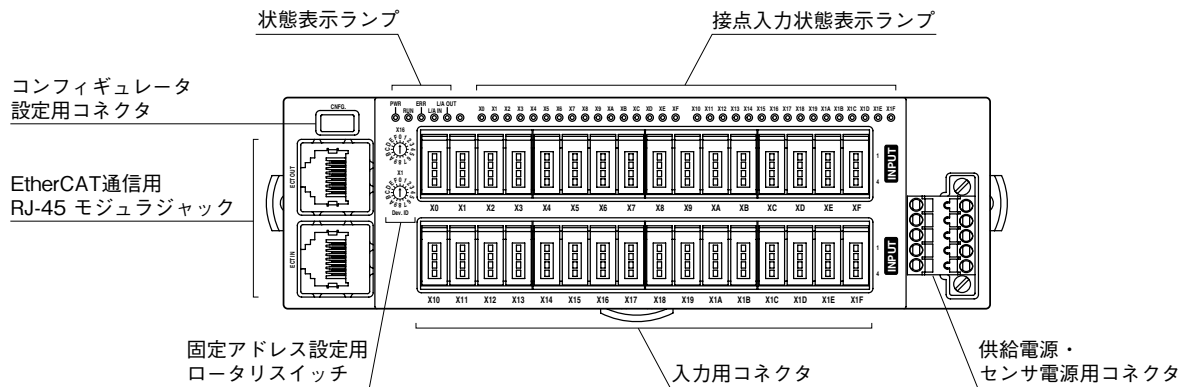 状態表示ランプ
接点入力状態表示ランプ
コンフィギュレータ
設定用コネクタ
CNFG.
PWR ERR L/A OUT
RUN L/A IN
X0 X1 X2 X3 X4 X5 X6 X7 X8 X9 XA XB XC XD XE XF X10 X11 X12 X13 X14 X15 X16 X17 X18 X19 X1A X1B X1C X1D X1E X1F
X16
X1
Dev. ID
EtherCAT通信用
RJ-45 モジュラジャック
ECT OUT
ECT IN
1
4
INPUT
X0 X1 X2 X3 X4 X5 X6 X7 X8 X9 XA XB XC XD XE XF
1
4
INPUT
X10 X11 X12 X13 X14 X15 X16 X17 X18 X19 X1A X1B X1C X1D X1E X1F
固定アドレス設定用
ロータリスイッチ
入力用コネクタ
供給電源・
センサ電源用コネクタ